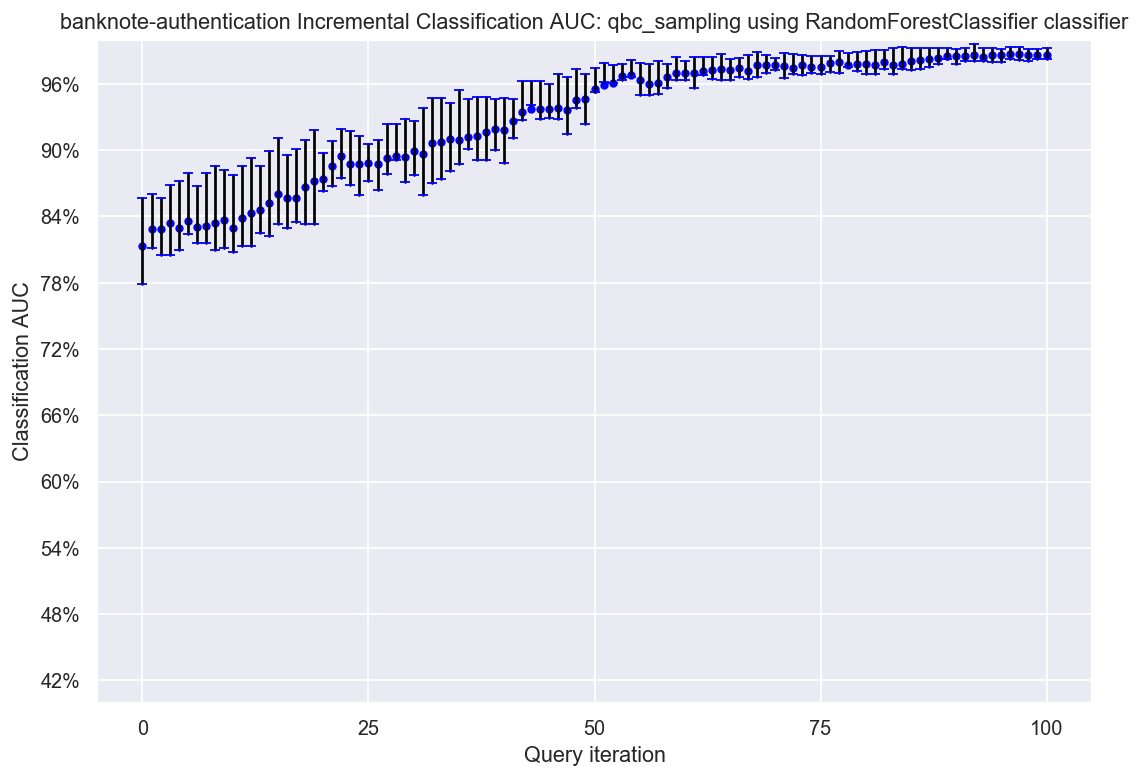 banknote-authentication Incremental Classification AUC: qbc_sampling using RandomForestClassifier classifier
96%
90%
84%
78%
72%
66%
60%
54%
48%
42%
Classification AUC
0 25 50 75 100
Query iteration